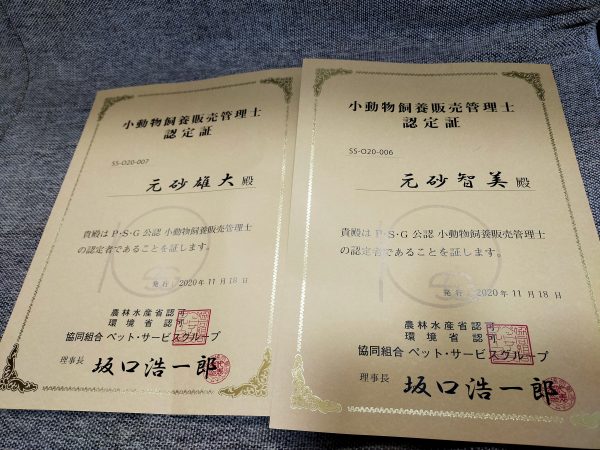 小動物飼養販売管理士
認定証
SS-O20-007
元砂雄大 殿
貴殿は P・S・G 公認 小動物飼養販売管理士
の認定者であることを証します。
発行：2020年11月18日
農林水産省認可
環境省認可
協同組合 ペット・サービスグループ
理事長 坂口浩一郎
小動物飼養販売管理士
認定証
SS-O20-006
元砂智美 殿
貴殿は P・S・G 公認 小動物飼養販売管理士
の認定者であることを証します。
発行：2020年11月18日
農林水産省認可
環境省認可
協同組合 ペット・サービスグループ
理事長 坂口浩一郎